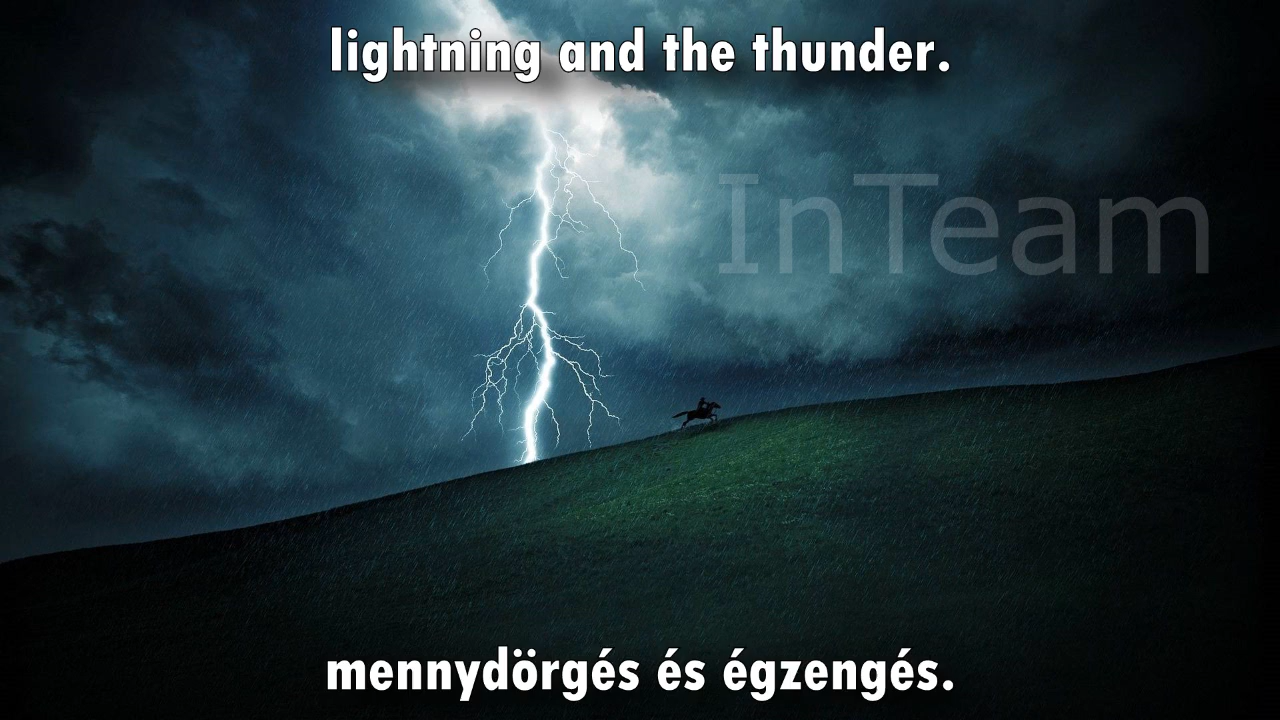 lightning and the thunder.
InTeam
mennydörgés és égzengés.